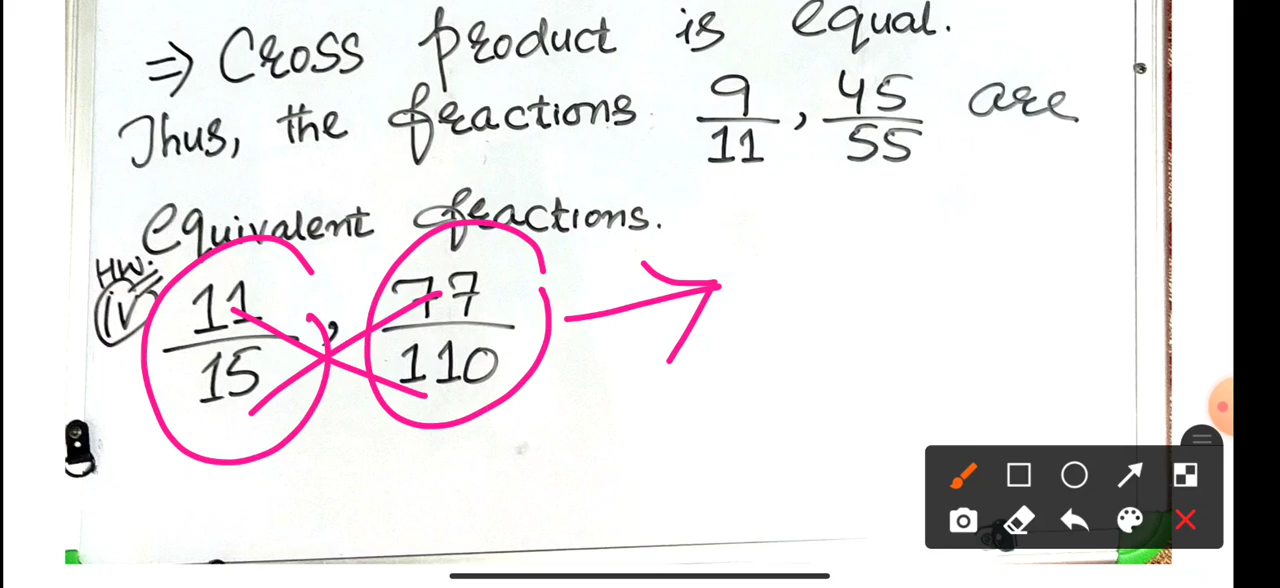 ⇒ Cross product is equal.
Thus, the fractions 9/11, 45/55 are
equivalent fractions.
HW.
(iv) 11/15, 77/110